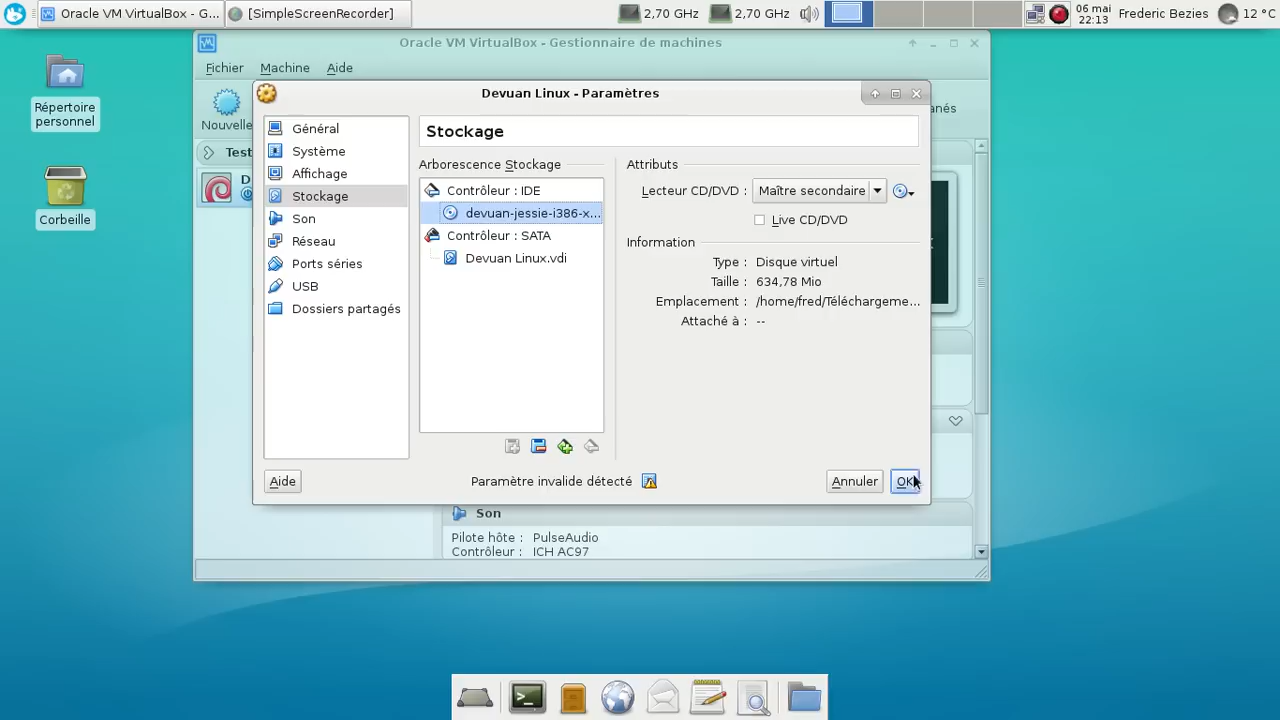 Oracle VM VirtualBox - G...
[SimpleScreenRecorder]
2,70 GHz
2,70 GHz
06 mai
22:13
Frederic Bezies
12 °C
Répertoire
personnel
Corbeille
Oracle VM VirtualBox - Gestionnaire de machines
Fichier
Machine
Aide
Nouvelle
Test
D
anés
Devuan Linux - Paramètres
Général
Système
Affichage
Stockage
Son
Réseau
Ports séries
USB
Dossiers partagés
Stockage
Arborescence Stockage
Contrôleur : IDE
devuan-jessie-i386-x...
Contrôleur : SATA
Devuan Linux.vdi
Attributs
Lecteur CD/DVD : Maître secondaire
Live CD/DVD
Information
Type : Disque virtuel
Taille : 634,78 Mio
Emplacement : /home/fred/Téléchargeme...
Attaché à : --
Aide
Paramètre invalide détecté
Annuler
OK
Son
Pilote hôte : PulseAudio
Contrôleur : ICH AC97